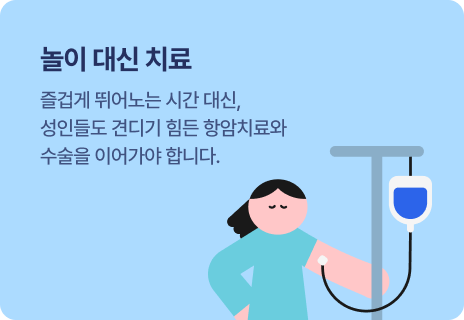 놀이 대신 치료
즐겁게 뛰어노는 시간 대신,
성인들도 견디기 힘든 항암치료와
수술을 이어가야 합니다.